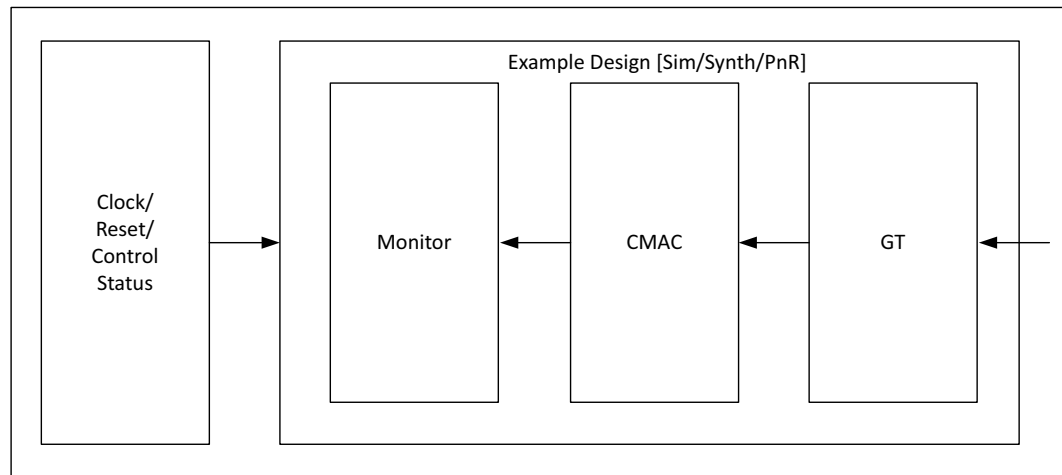 Example Design [Sim/Synth/PnR]
Clock/
Reset/
Control
Status
Monitor
CMAC
GT